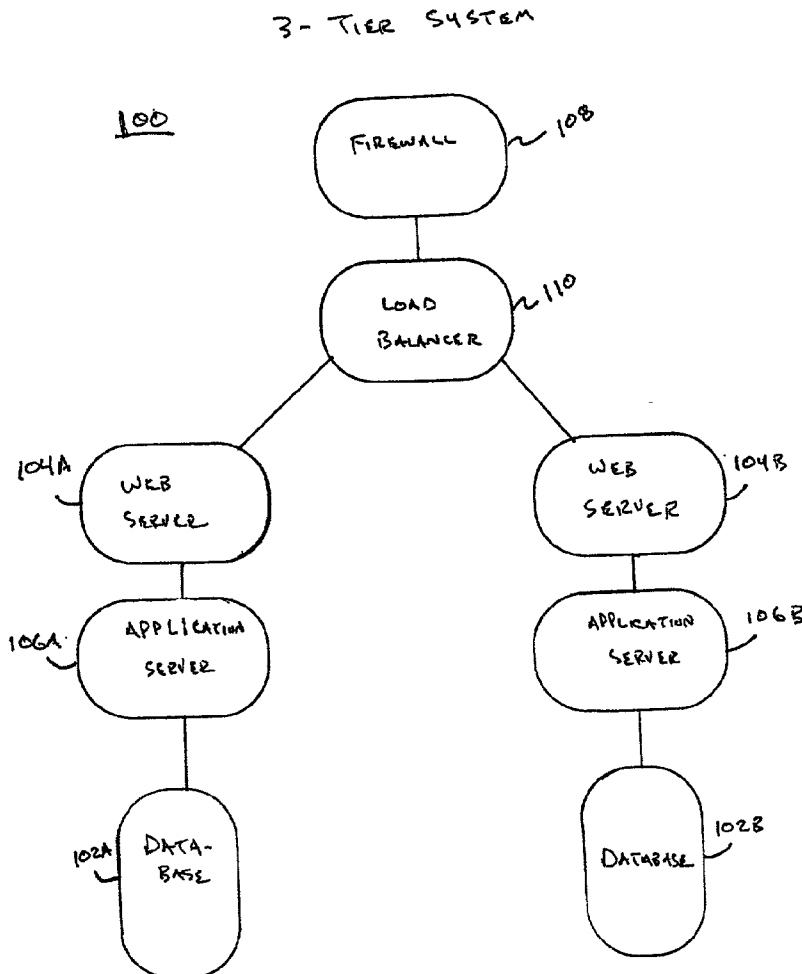 3- TIER SYSTEM
100
FIREWALL
108
LOAD
BALANCER
110
104A
WEB
SERVER
WEB
SERVER
104B
106A
APPLICATION
SERVER
APPLICATION
SERVER
106B
102A
DATA-
BASE
DATABASE
102B